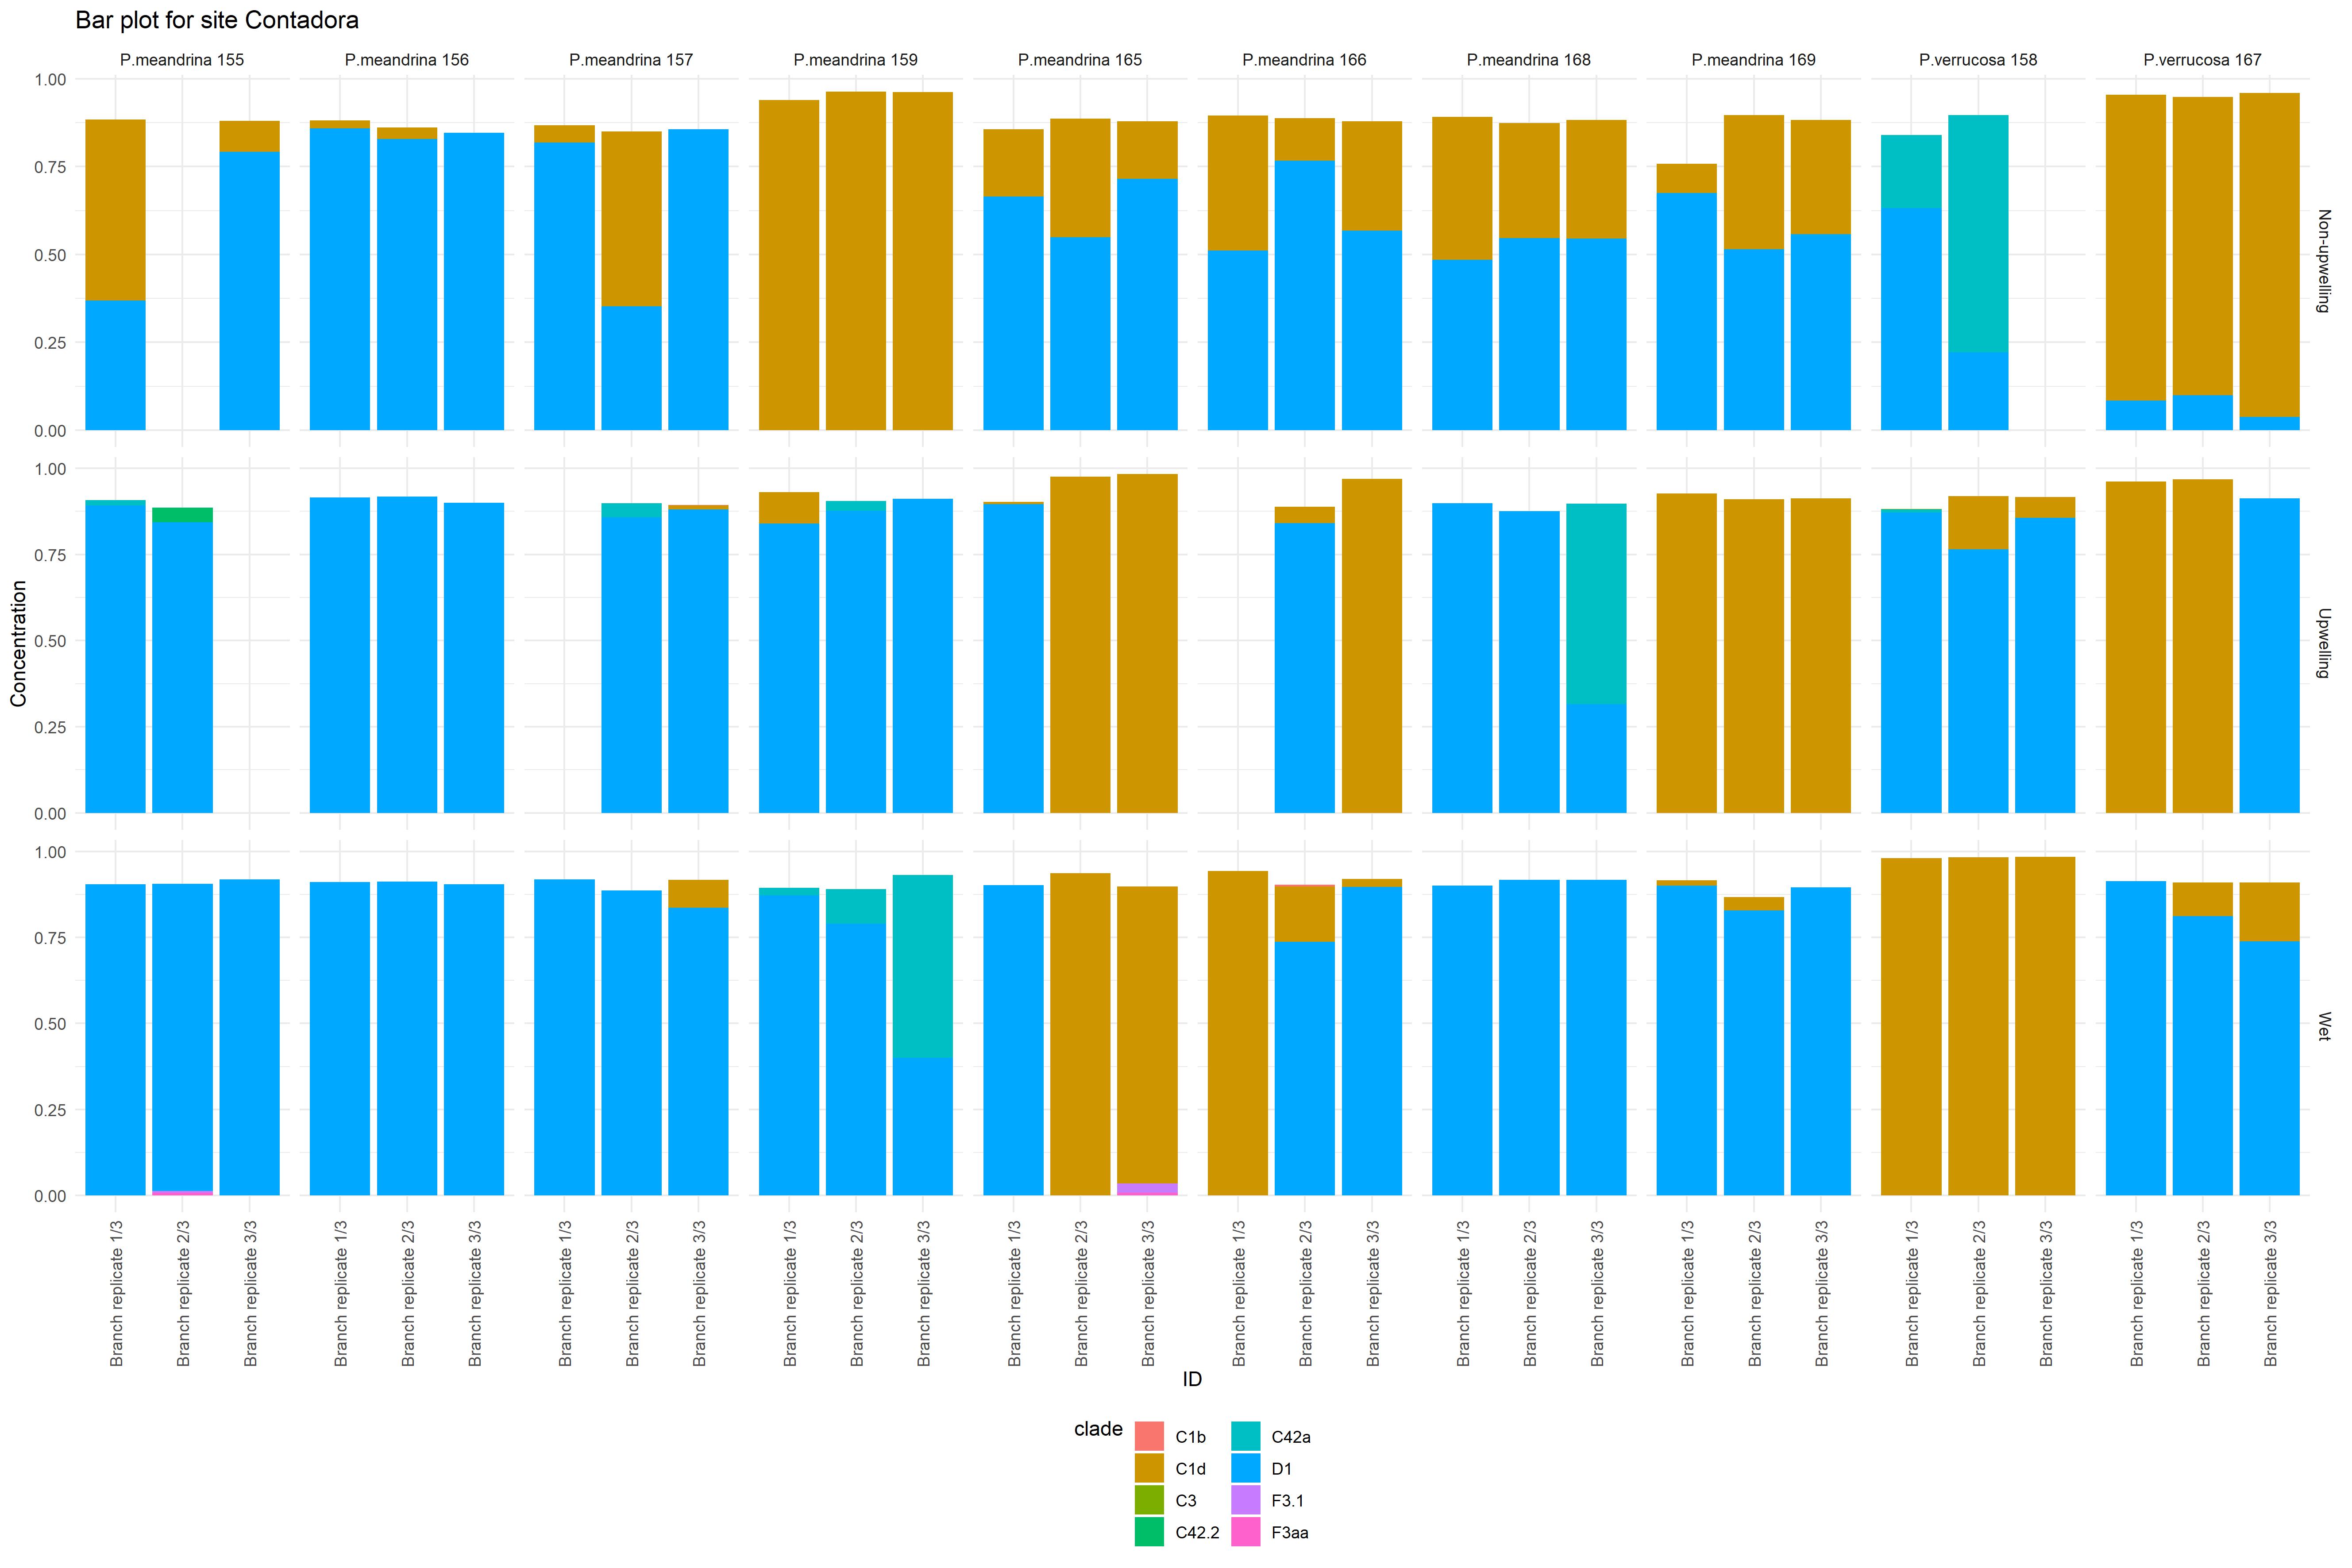 Bar plot for site Contadora
P.meandrina 155 P.meandrina 156 P.meandrina 157 P.meandrina 159 P.meandrina 165 P.meandrina 166 P.meandrina 168 P.meandrina 169 P.verrucosa 158 P.verrucosa 167
1.00
0.75
0.50
0.25
0.00
Non-upwelling
1.00
0.75
0.50
0.25
0.00
Upwelling
1.00
0.75
0.50
0.25
0.00
Wet
Concentration
Branch replicate 1/3
Branch replicate 2/3
Branch replicate 3/3
Branch replicate 1/3
Branch replicate 2/3
Branch replicate 3/3
Branch replicate 1/3
Branch replicate 2/3
Branch replicate 3/3
Branch replicate 1/3
Branch replicate 2/3
Branch replicate 3/3
Branch replicate 1/3
Branch replicate 2/3
Branch replicate 3/3
Branch replicate 1/3
Branch replicate 2/3
Branch replicate 3/3
Branch replicate 1/3
Branch replicate 2/3
Branch replicate 3/3
Branch replicate 1/3
Branch replicate 2/3
Branch replicate 3/3
Branch replicate 1/3
Branch replicate 2/3
Branch replicate 3/3
Branch replicate 1/3
Branch replicate 2/3
Branch replicate 3/3
ID
clade
C1b
C1d
C3
C42.2
C42a
D1
F3.1
F3aa